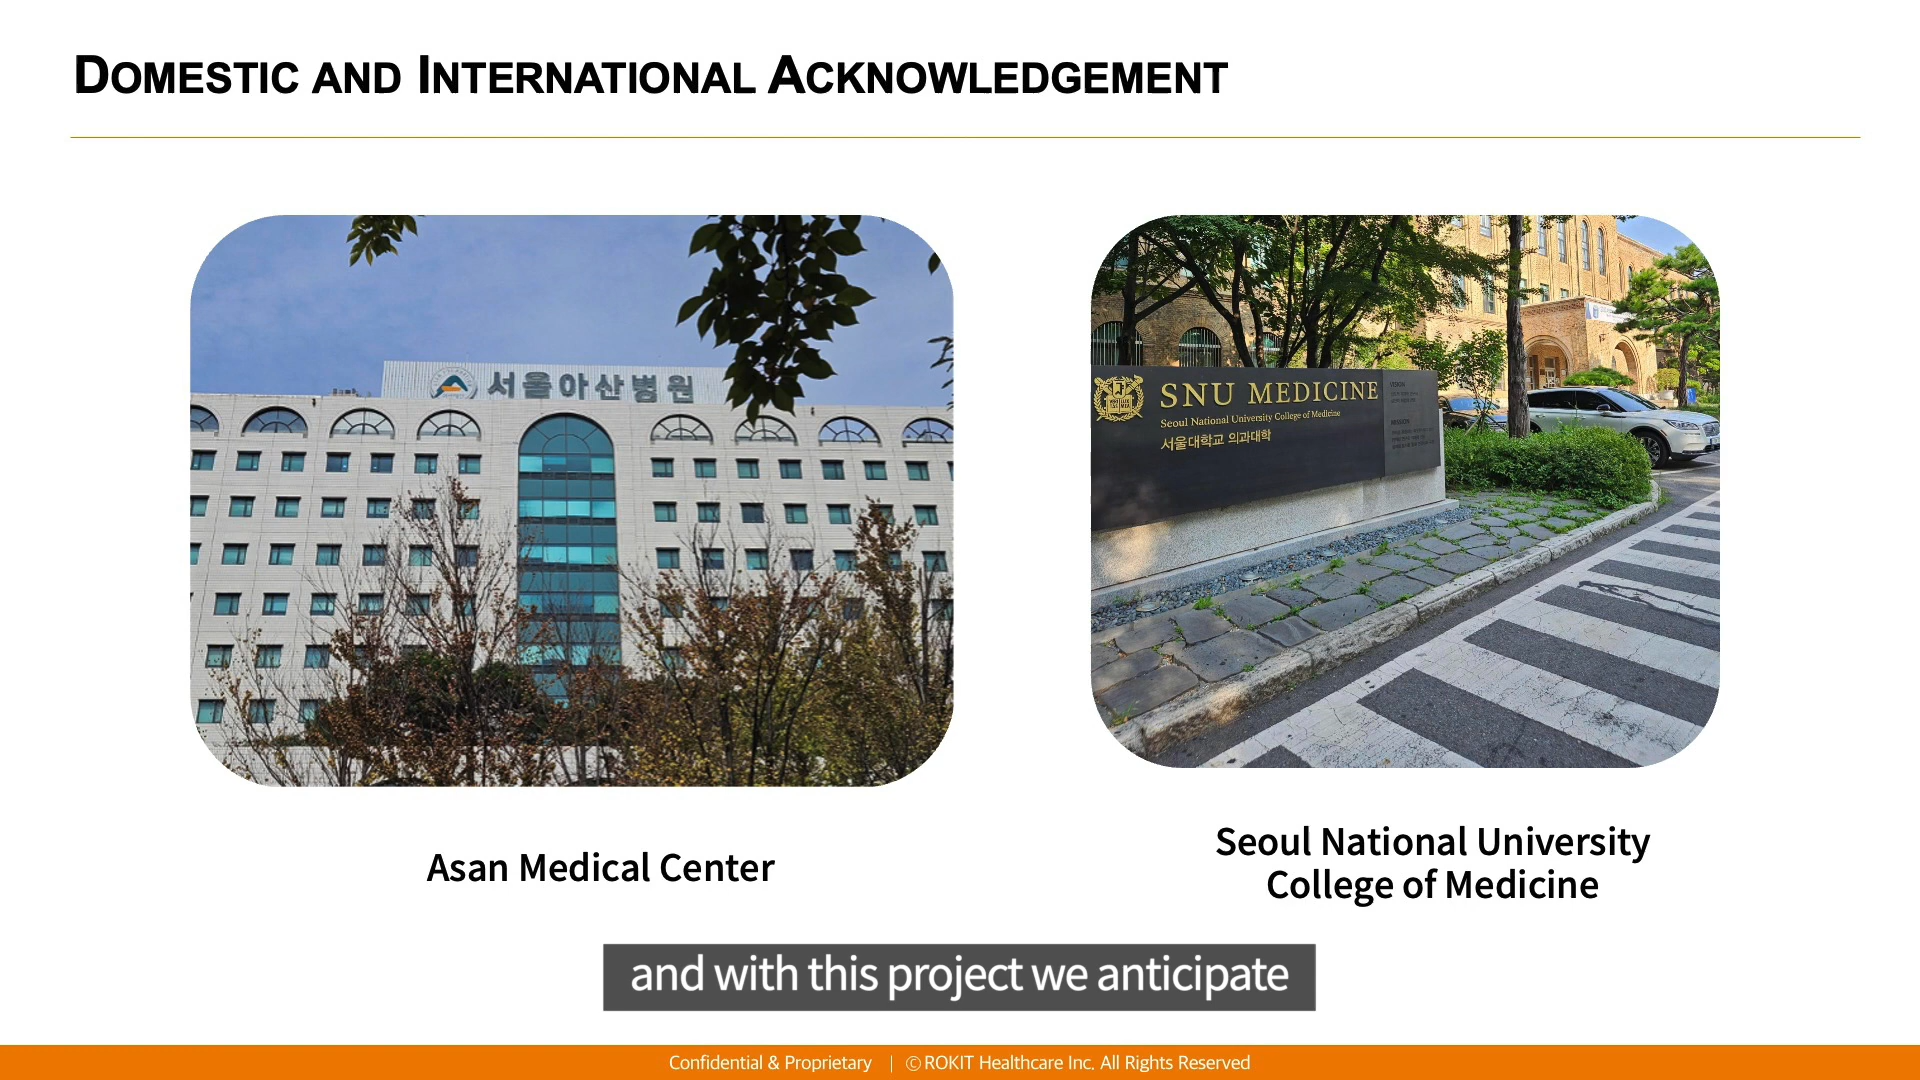 DOMESTIC AND INTERNATIONAL ACKNOWLEDGEMENT
서울아산병원
SNU MEDICINE
Seoul National University College of Medicine
서울대학교 의과대학
VISION
MISSION
Asan Medical Center
Seoul National University
College of Medicine
and with this project we anticipate
Confidential & Proprietary | © ROKIT Healthcare Inc. All Rights Reserved